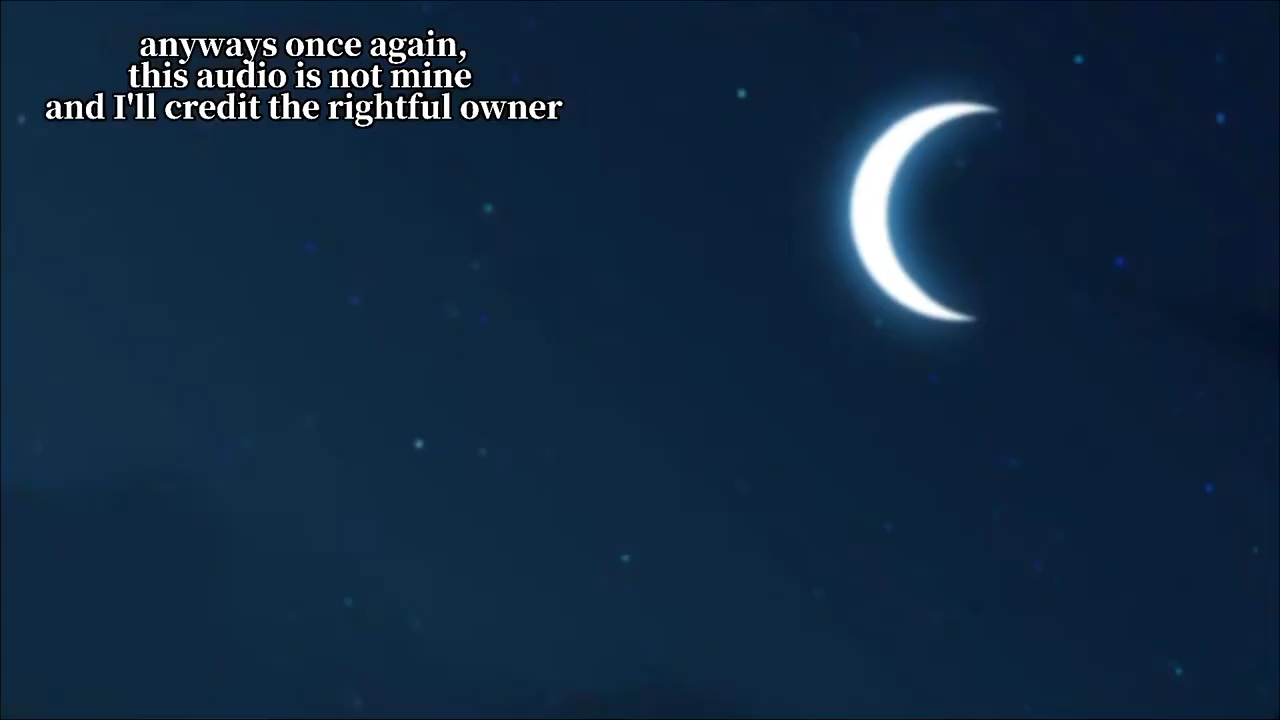 anyways once again,
this audio is not mine
and I'll credit the rightful owner